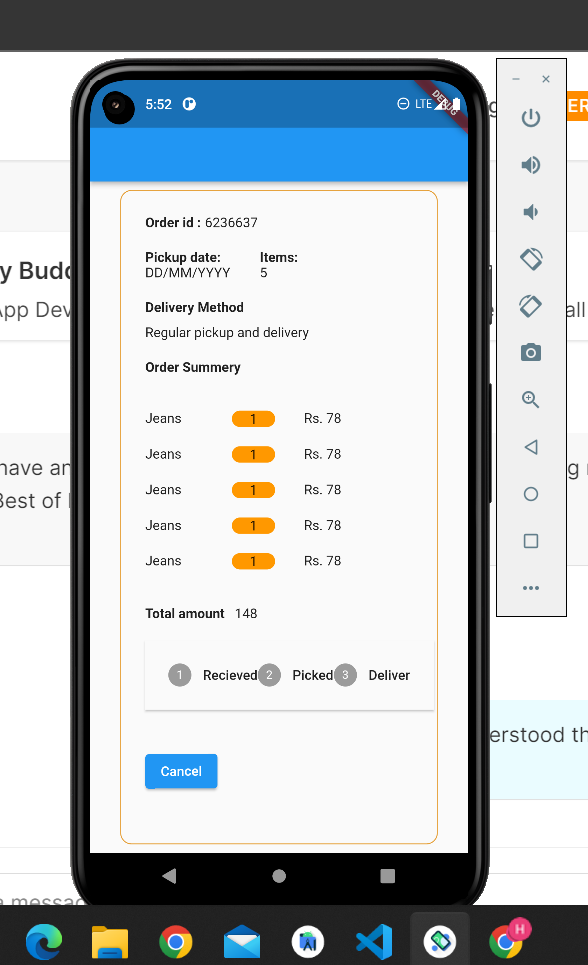 5:52 LTE DEBUG
g ER
y Budd
App Dev all
Order id : 6236637
Pickup date: Items:
DD/MM/YYYY 5
Delivery Method
Regular pickup and delivery
Order Summery
Jeans 1 Rs. 78
Jeans 1 Rs. 78
have an g
Jeans 1 Rs. 78
Best of
Jeans 1 Rs. 78
Jeans 1 Rs. 78
Total amount 148
1 Recieved 2 Picked 3 Deliver
erstood th
Cancel
a messag
H